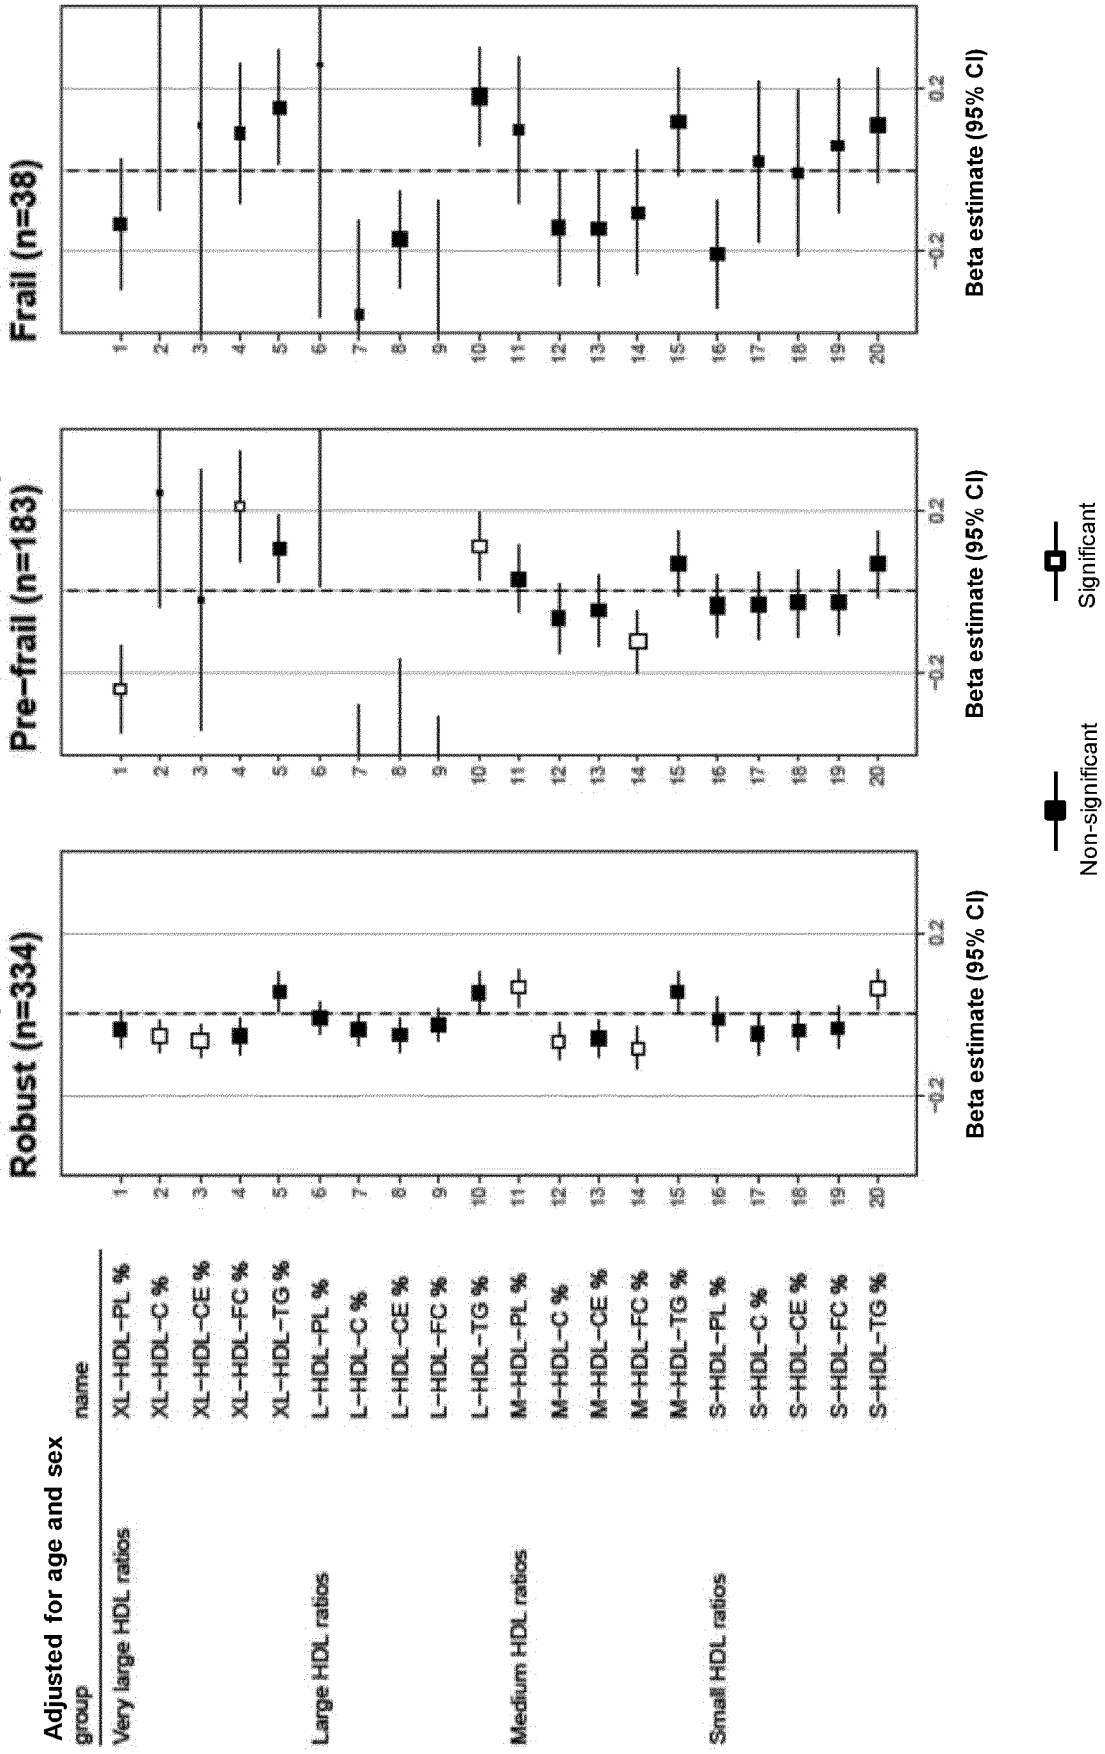 Robust (n=334)
Pre-frail (n=183)
Frail (n=38)
Adjusted for age and sex
group name
Very large HDL ratios XL-HDL-PL % 1 1 1
XL-HDL-C % 2 2 2
XL-HDL-CE % 3 3 3
XL-HDL-FC % 4 4 4
XL-HDL-TG % 5 5 5
Large HDL ratios L-HDL-PL % 6 6 6
L-HDL-C % 7 7 7
L-HDL-CE % 8 8 8
L-HDL-FC % 9 9 9
L-HDL-TG % 10 10 10
Medium HDL ratios M-HDL-PL % 11 11 11
M-HDL-C % 12 12 12
M-HDL-CE % 13 13 13
M-HDL-FC % 14 14 14
M-HDL-TG % 15 15 15
Small HDL ratios S-HDL-PL % 16 16 16
S-HDL-C % 17 17 17
S-HDL-CE % 18 18 18
S-HDL-FC % 19 19 19
S-HDL-TG % 20 20 20
-0.2 0.2 -0.2 0.2 -0.2 0.2
Beta estimate (95% CI) Beta estimate (95% CI) Beta estimate (95% CI)
Non-significant Significant